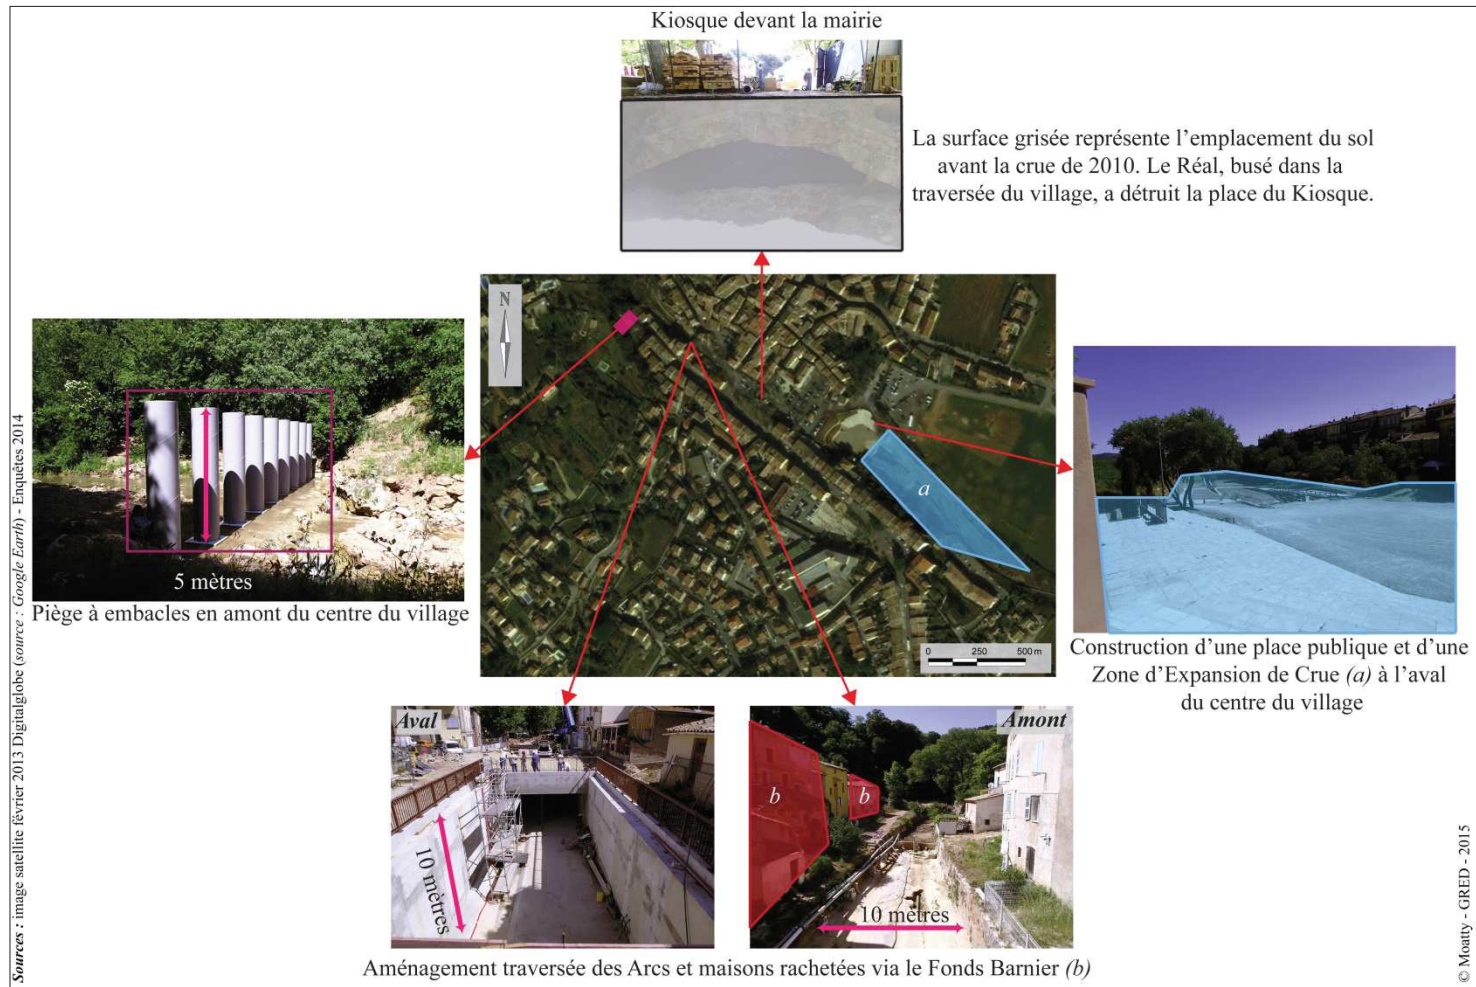 Kiosque devant la mairie
La surface grisée représente l'emplacement du sol
avant la crue de 2010. Le Réal, busé dans la
traversée du village, a détruit la place du Kiosque.
N
a
0 250 500 m
5 mètres
Piège à embacles en amont du centre du village
Construction d'une place publique et d'une
Zone d'Expansion de Crue (a) à l'aval
du centre du village
Aval
10 mètres
Amont
b
b
10 mètres
Aménagement traversée des Arcs et maisons rachetées via le Fonds Barnier (b)
Sources : image satellite février 2013 Digitalglobe (source : Google Earth) - Enquêtes 2014
© Moatty - GRED - 2015